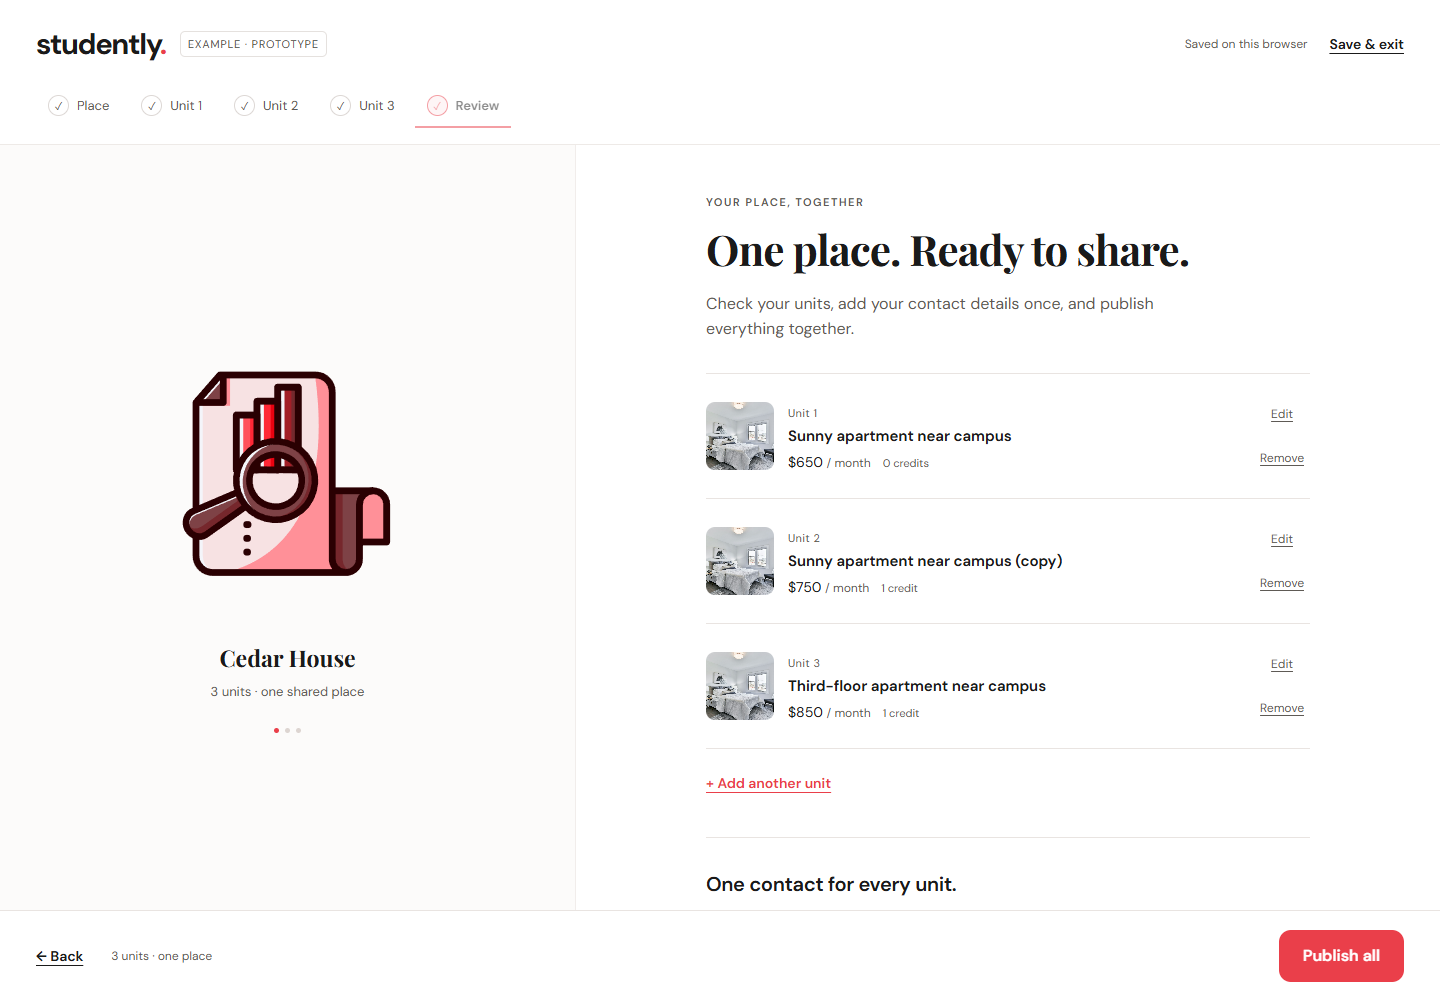 studently.
EXAMPLE · PROTOTYPE
Saved on this browser
Save & exit
✓ Place
✓ Unit 1
✓ Unit 2
✓ Unit 3
✓ Review
Cedar House
3 units · one shared place
YOUR PLACE, TOGETHER
One place. Ready to share.
Check your units, add your contact details once, and publish
everything together.
Unit 1
Sunny apartment near campus
$650 / month 0 credits
Edit
Remove
Unit 2
Sunny apartment near campus (copy)
$750 / month 1 credit
Edit
Remove
Unit 3
Third-floor apartment near campus
$850 / month 1 credit
Edit
Remove
+ Add another unit
One contact for every unit.
← Back
3 units · one place
Publish all